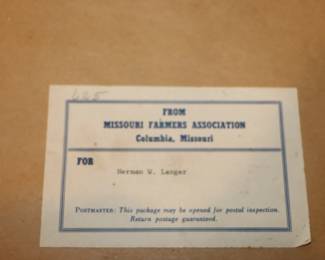 FROM
MISSOURI FARMERS ASSOCIATION
Columbia, Missouri
FOR
Herman W. Langer
POSTMASTER: This package may be opened for postal inspection.
Return postage guaranteed.